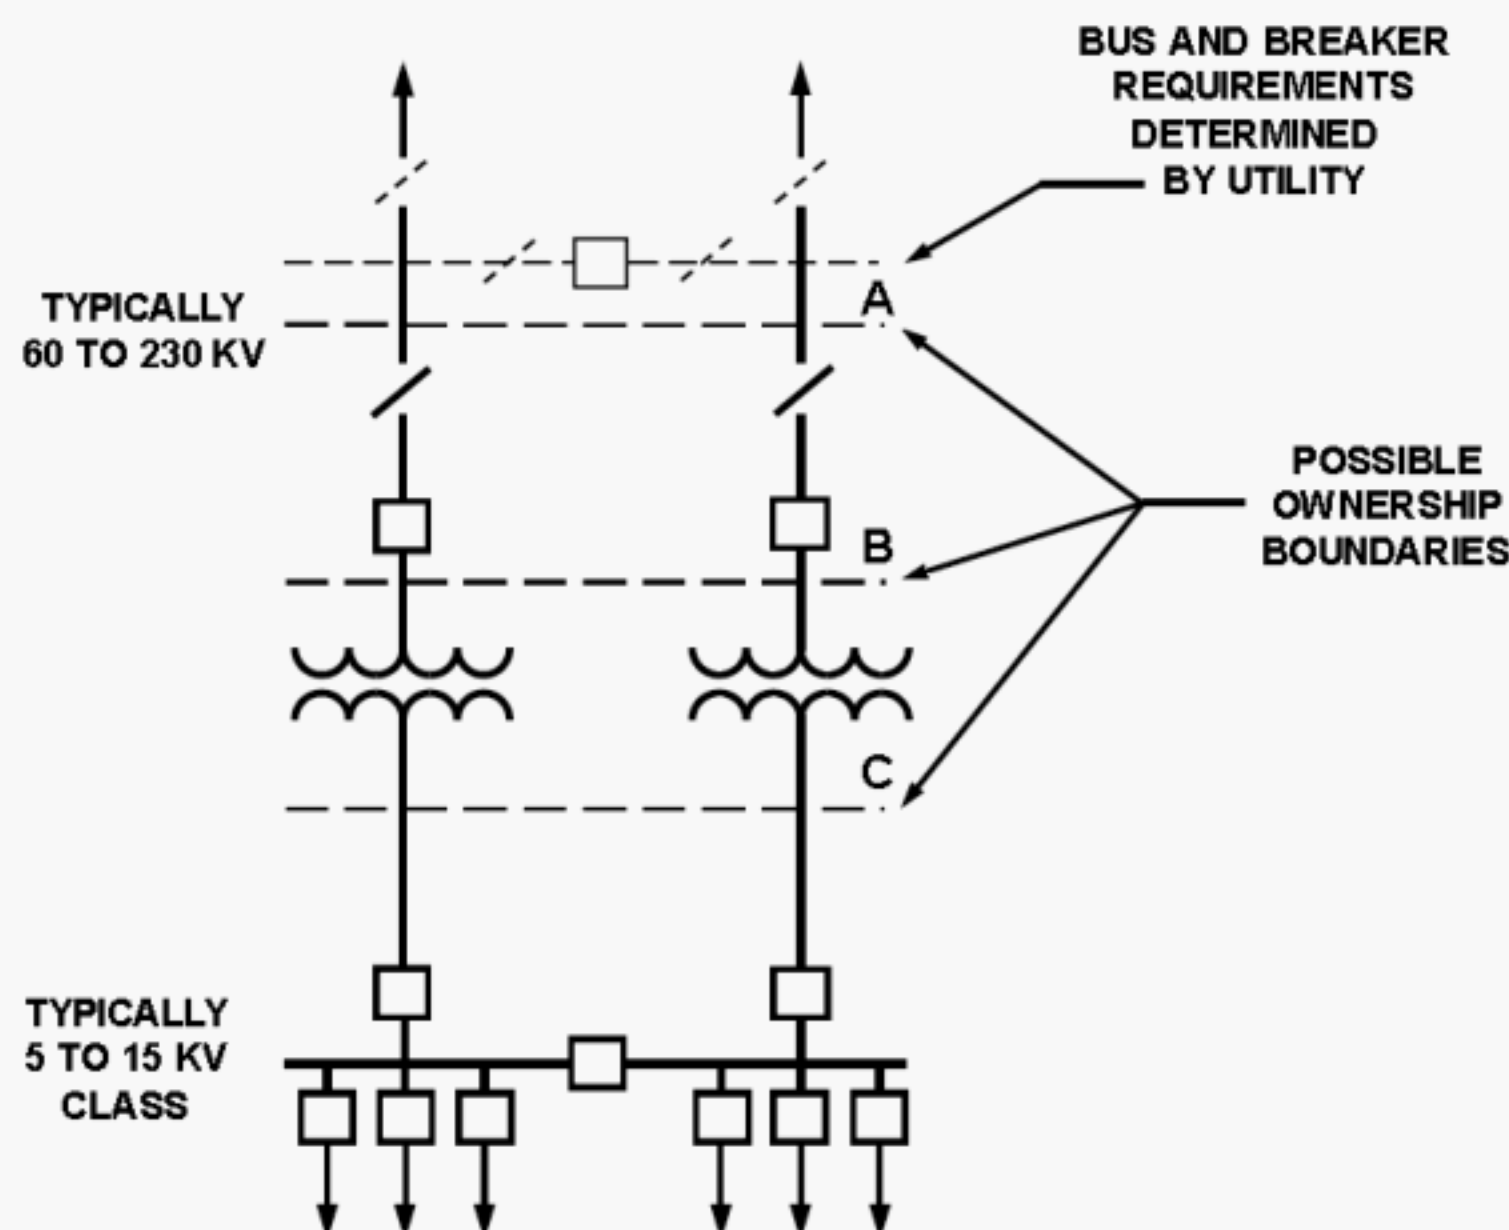 BUS AND BREAKER
REQUIREMENTS
DETERMINED
BY UTILITY
A
TYPICALLY
60 TO 230 KV
POSSIBLE
OWNERSHIP
BOUNDARIES
B
C
TYPICALLY
5 TO 15 KV
CLASS